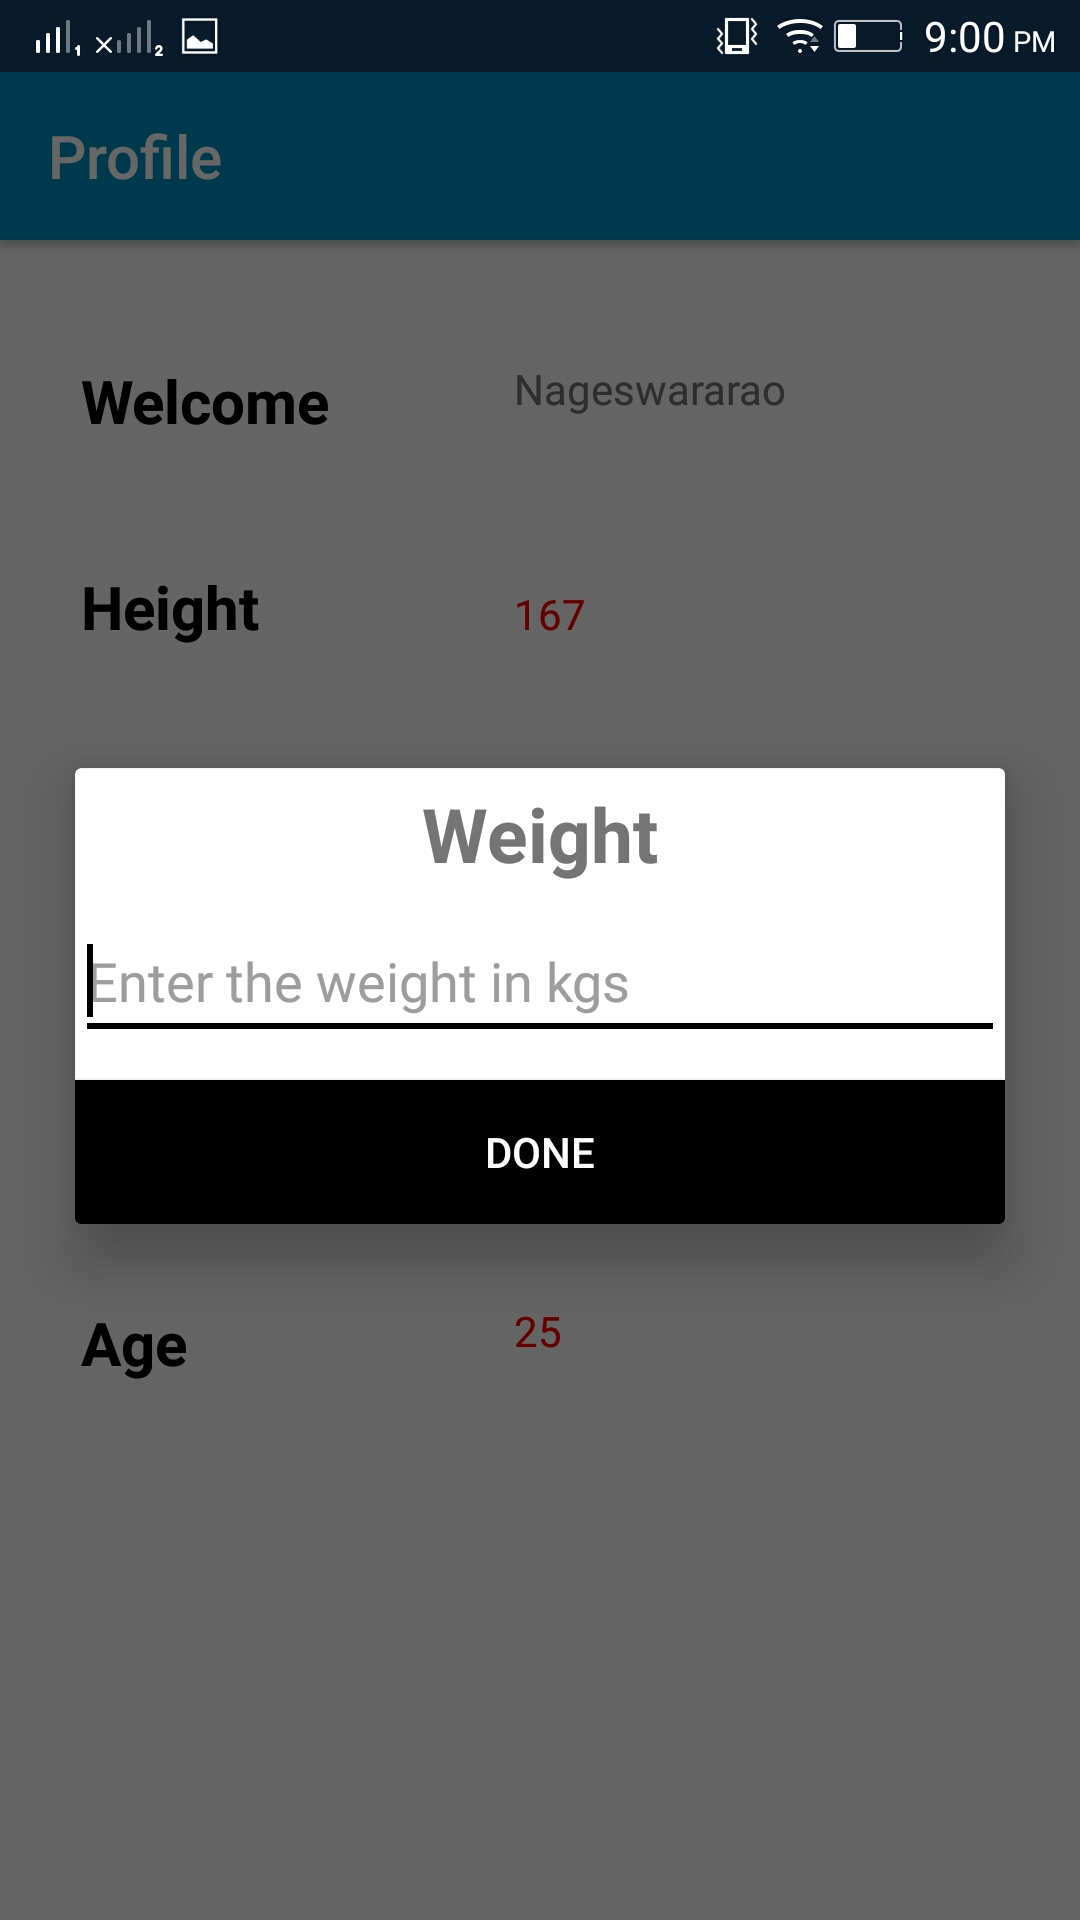 9:00 PM
Profile
Welcome Nageswararao
Height 167
Weight
Enter the weight in kgs
DONE
Age 25